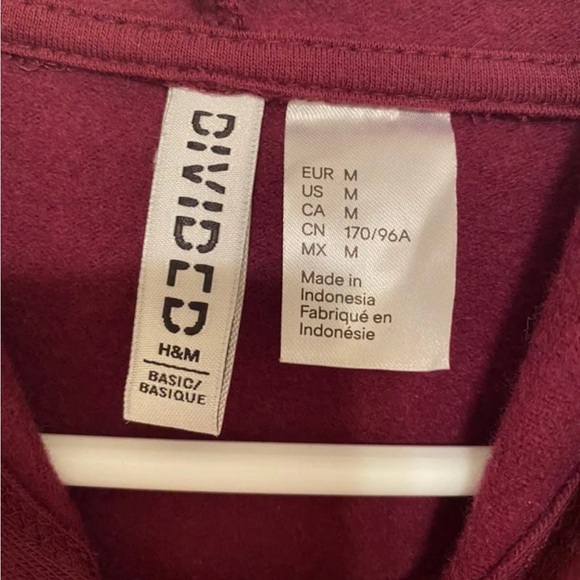 DIVIDED
H&M
BASIC/
BASIQUE
EUR M
US M
CA M
CN 170/96A
MX M
Made in
Indonesia
Fabriqué en
Indonésie